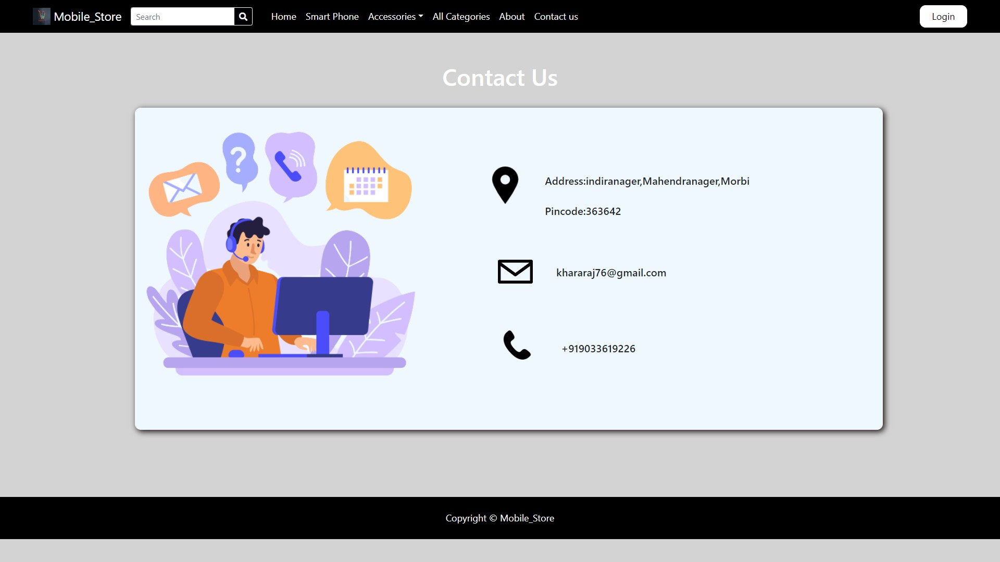 Mobile_Store
Search
Home
Smart Phone
Accessories
All Categories
About
Contact us
Login
Contact Us
?
Address:indiranager,Mahendranager,Morbi
Pincode:363642
khararaj76@gmail.com
+919033619226
Copyright © Mobile_Store